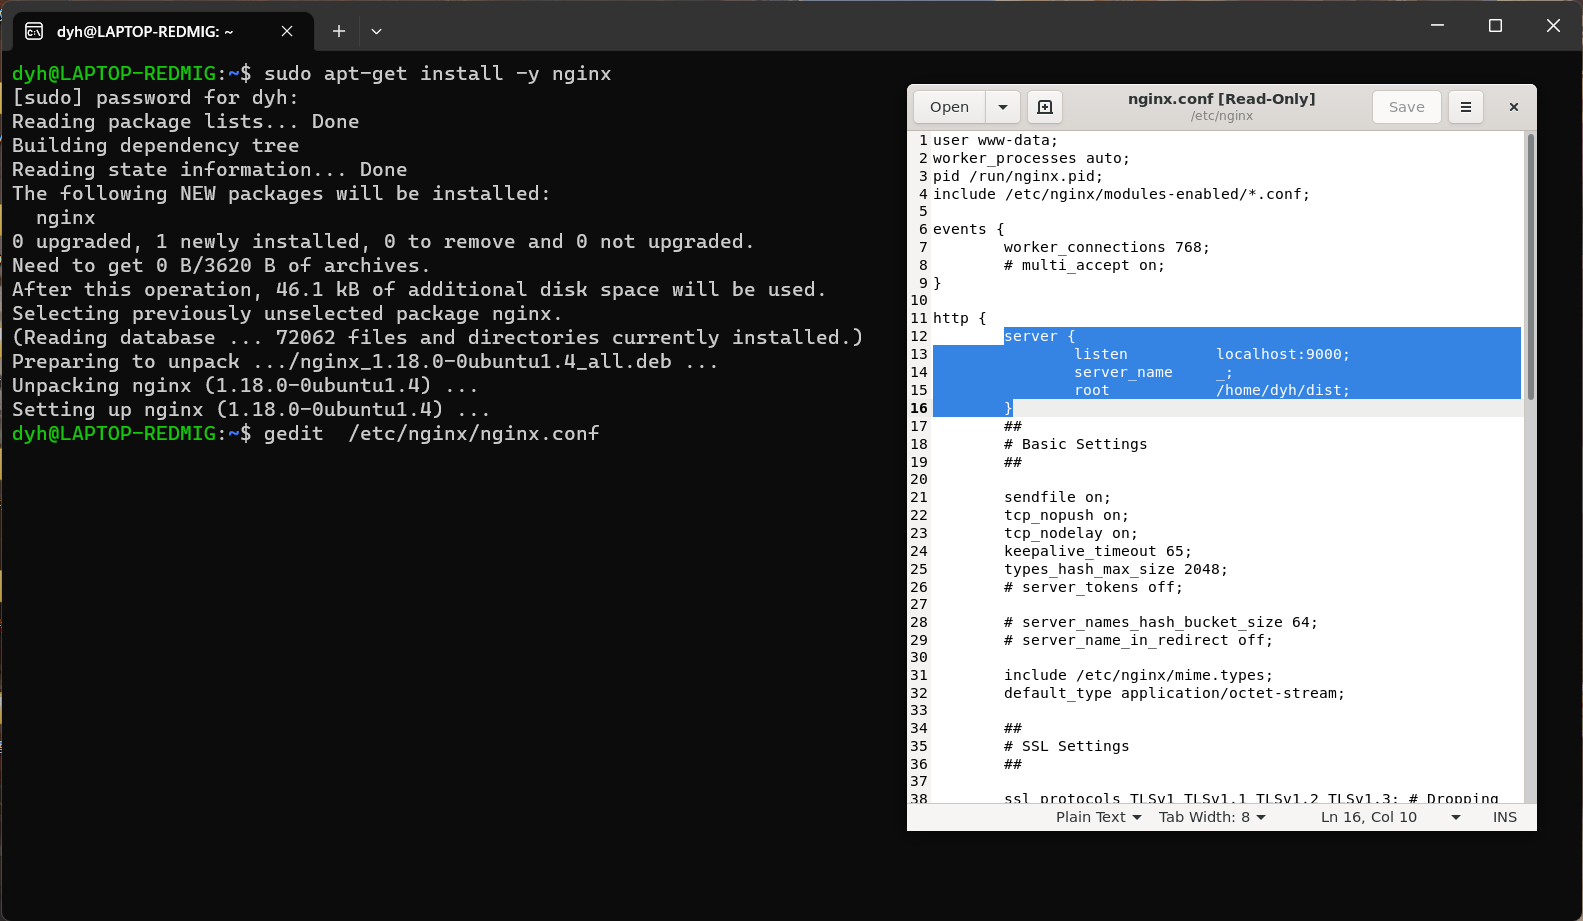 dyh@LAPTOP-REDMIG: ~
dyh@LAPTOP-REDMIG:~$ sudo apt-get install -y nginx
[sudo] password for dyh:
Reading package lists... Done
Building dependency tree
Reading state information... Done
The following NEW packages will be installed:
  nginx
0 upgraded, 1 newly installed, 0 to remove and 0 not upgraded.
Need to get 0 B/3620 B of archives.
After this operation, 46.1 kB of additional disk space will be used.
Selecting previously unselected package nginx.
(Reading database ... 72062 files and directories currently installed.)
Preparing to unpack .../nginx_1.18.0-0ubuntu1.4_all.deb ...
Unpacking nginx (1.18.0-0ubuntu1.4) ...
Setting up nginx (1.18.0-0ubuntu1.4) ...
dyh@LAPTOP-REDMIG:~$ gedit  /etc/nginx/nginx.conf
Open
nginx.conf [Read-Only]
/etc/nginx
Save
1 user www-data;
2 worker_processes auto;
3 pid /run/nginx.pid;
4 include /etc/nginx/modules-enabled/*.conf;
5
6 events {
7         worker_connections 768;
8         # multi_accept on;
9 }
10
11 http {
12         server {
13                 listen          localhost:9000;
14                 server_name     _;
15                 root            /home/dyh/dist;
16         }
17         ##
18         # Basic Settings
19         ##
20
21         sendfile on;
22         tcp_nopush on;
23         tcp_nodelay on;
24         keepalive_timeout 65;
25         types_hash_max_size 2048;
26         # server_tokens off;
27
28         # server_names_hash_bucket_size 64;
29         # server_name_in_redirect off;
30
31         include /etc/nginx/mime.types;
32         default_type application/octet-stream;
33
34         ##
35         # SSL Settings
36         ##
37
38         ssl_protocols TLSv1 TLSv1.1 TLSv1.2 TLSv1.3; # Dropping
Plain Text  Tab Width: 8  Ln 16, Col 10  INS